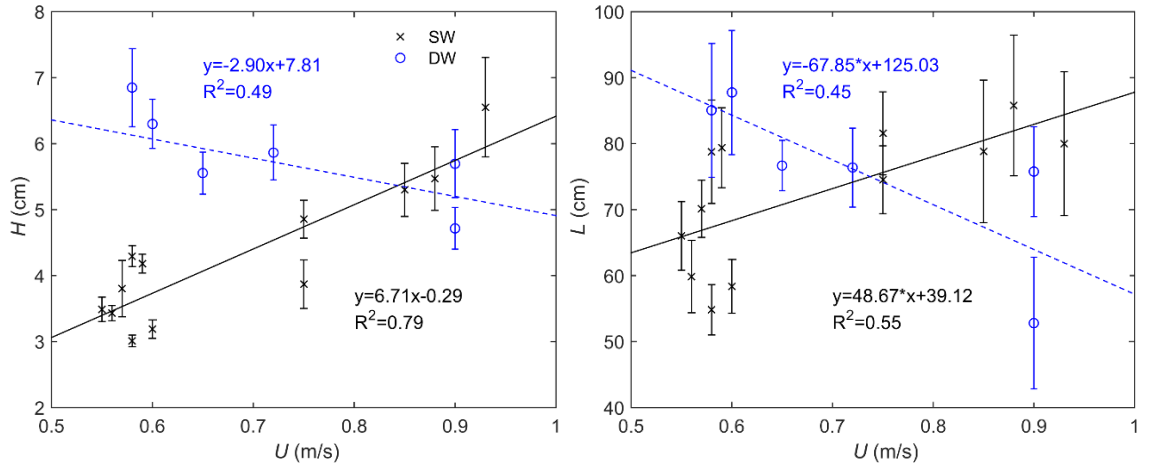 8
7
6
5
4
3
2
H (cm)
0.5 0.6 0.7 0.8 0.9 1
U (m/s)
SW
DW
y=-2.90x+7.81
R²=0.49
y=6.71x-0.29
R²=0.79
100
90
80
70
60
50
40
L (cm)
0.5 0.6 0.7 0.8 0.9 1
U (m/s)
y=-67.85*x+125.03
R²=0.45
y=48.67*x+39.12
R²=0.55